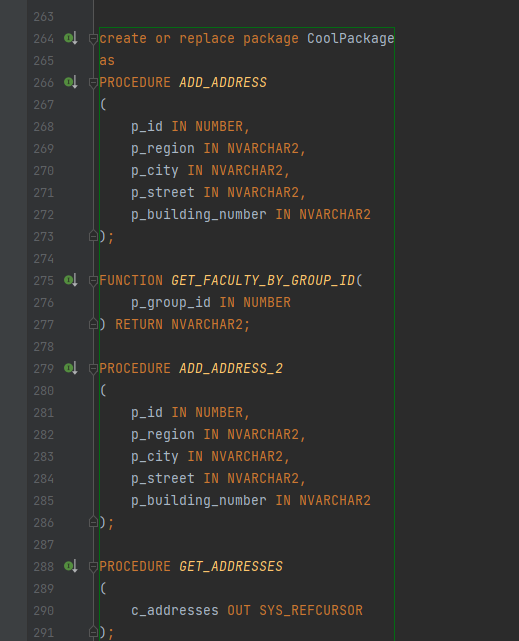 263
264 create or replace package CoolPackage
265 as
266 PROCEDURE ADD_ADDRESS
267 (
268     p_id IN NUMBER,
269     p_region IN NVARCHAR2,
270     p_city IN NVARCHAR2,
271     p_street IN NVARCHAR2,
272     p_building_number IN NVARCHAR2
273 );
274
275 FUNCTION GET_FACULTY_BY_GROUP_ID(
276     p_group_id IN NUMBER
277 ) RETURN NVARCHAR2;
278
279 PROCEDURE ADD_ADDRESS_2
280 (
281     p_id IN NUMBER,
282     p_region IN NVARCHAR2,
283     p_city IN NVARCHAR2,
284     p_street IN NVARCHAR2,
285     p_building_number IN NVARCHAR2
286 );
287
288 PROCEDURE GET_ADDRESSES
289 (
290     c_addresses OUT SYS_REFCURSOR
291 );